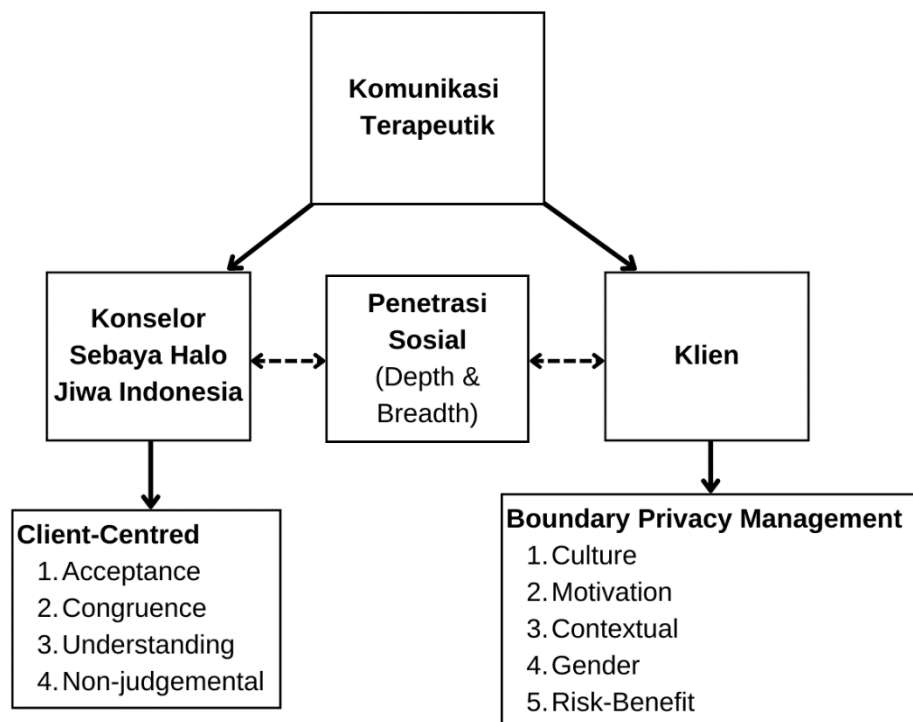 Komunikasi
Terapeutik
Konselor
Sebaya Halo
Jiwa Indonesia
Penetrasi
Sosial
(Depth &
Breadth)
Klien
Client-Centred
1. Acceptance
2. Congruence
3. Understanding
4. Non-judgemental
Boundary Privacy Management
1. Culture
2. Motivation
3. Contextual
4. Gender
5. Risk-Benefit